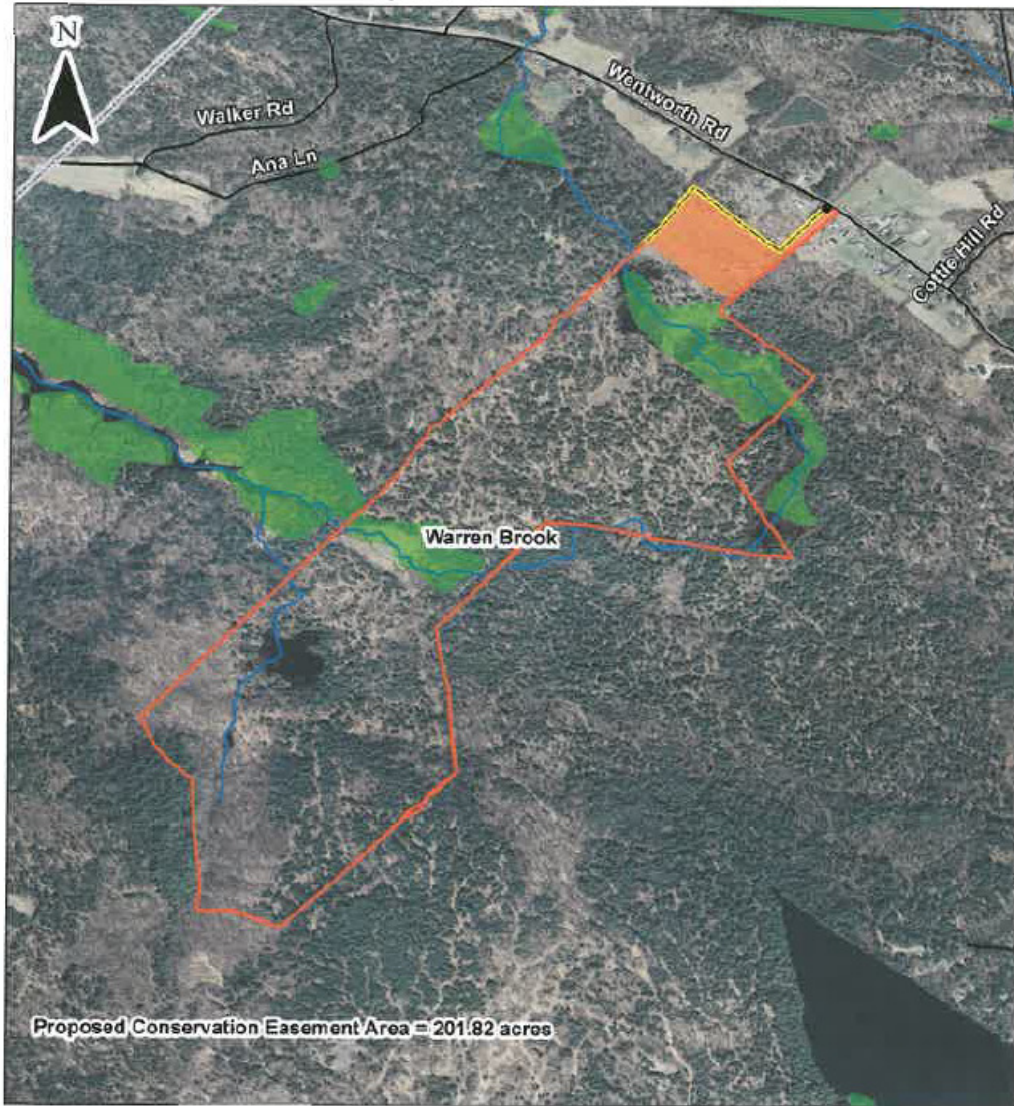 N
Walker Rd
Ana Ln
Wentworth Rd
Cottle Hill Rd
Warren Brook
Proposed Conservation Easement Area = 201.82 acres